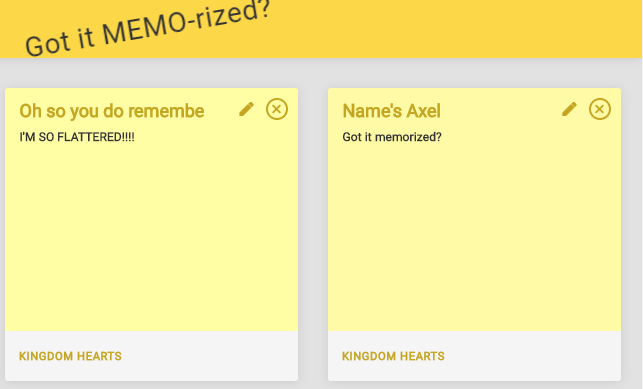 Got it MEMO-rized?
Oh so you do remembe
I'M SO FLATTERED!!!!
KINGDOM HEARTS
Name's Axel
Got it memorized?
KINGDOM HEARTS